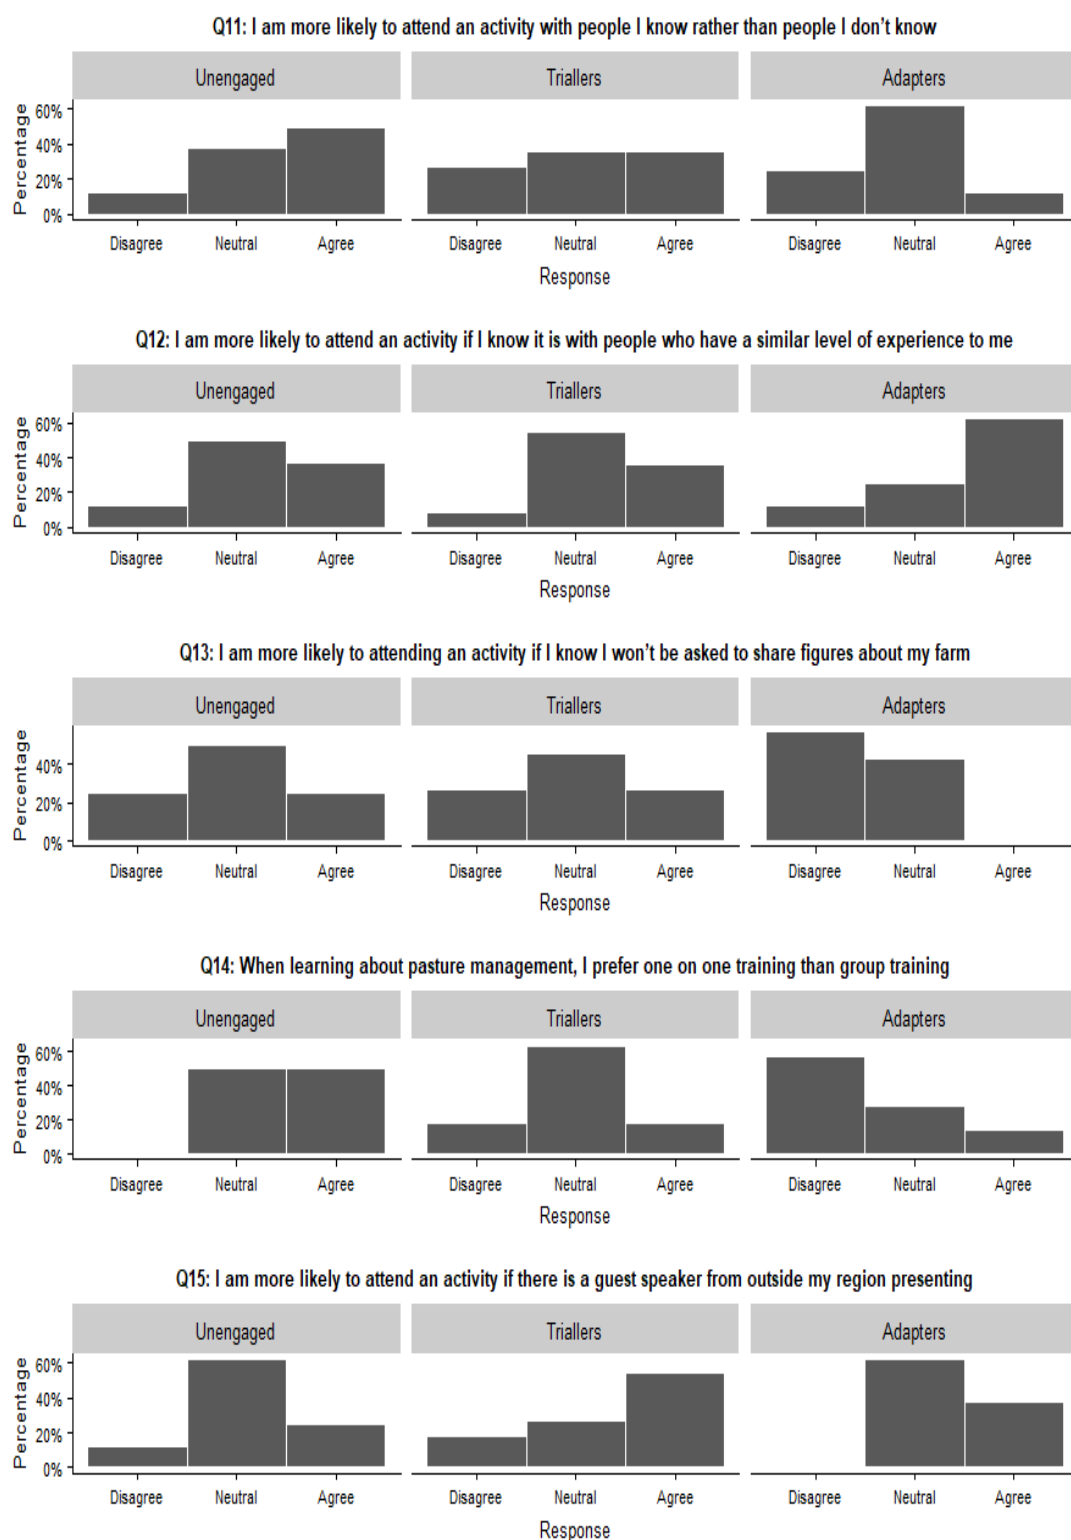 Q11: I am more likely to attend an activity with people I know rather than people I don't know
Unengaged Triallers Adapters
Percentage
60%
40%
20%
0%
Disagree Neutral Agree Disagree Neutral Agree Disagree Neutral Agree
Response
Q12: I am more likely to attend an activity if I know it is with people who have a similar level of experience to me
Unengaged Triallers Adapters
Percentage
60%
40%
20%
0%
Disagree Neutral Agree Disagree Neutral Agree Disagree Neutral Agree
Response
Q13: I am more likely to attending an activity if I know I won't be asked to share figures about my farm
Unengaged Triallers Adapters
Percentage
40%
20%
0%
Disagree Neutral Agree Disagree Neutral Agree Disagree Neutral Agree
Response
Q14: When learning about pasture management, I prefer one on one training than group training
Unengaged Triallers Adapters
Percentage
60%
40%
20%
0%
Disagree Neutral Agree Disagree Neutral Agree Disagree Neutral Agree
Response
Q15: I am more likely to attend an activity if there is a guest speaker from outside my region presenting
Unengaged Triallers Adapters
Percentage
60%
40%
20%
0%
Disagree Neutral Agree Disagree Neutral Agree Disagree Neutral Agree
Response